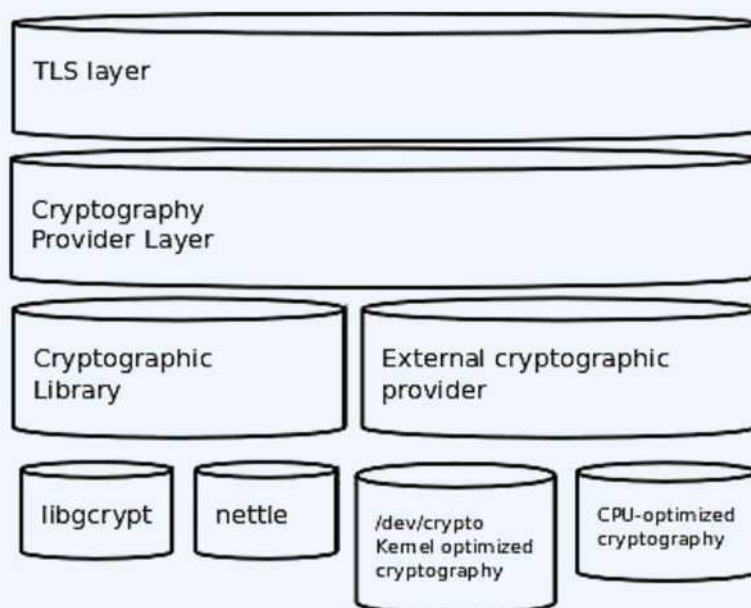 TLS layer
Cryptography
Provider Layer
Cryptographic
Library
External cryptographic
provider
libgcrypt
nettle
/dev/crypto
Kernel optimized
cryptography
CPU-optimized
cryptography